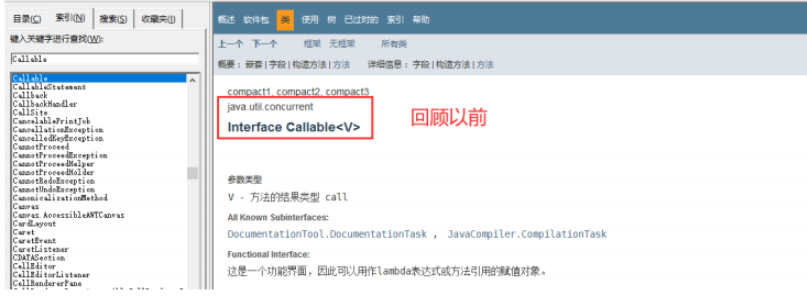 目录(C) 索引(N) 搜索(S) 收藏夹(I)
键入关键字进行查找(W):
Callable
Callable
CallableStatement
Callback
CallbackHandler
CallSite
CancelablePrintJob
CancellationException
CancelledKeyException
CannotProceed
CannotProceedException
CannotProceedHelper
CannotProceedHolder
CannotRedoException
CannotUndoException
CanonicalizationMethod
Canvas
Canvas.AccessibleAWTCanvas
CardLayout
Caret
CaretEvent
CaretListener
CDATASection
CellEditor
CellEditorListener
CellRendererPane
概述 软件包 类 使用 树 已过时的 索引 帮助
上一个 下一个 框架 无框架 所有类
概要: 嵌套 | 字段 | 构造方法 | 方法 详细信息: 字段 | 构造方法 | 方法
compact1, compact2, compact3
java.util.concurrent
Interface Callable<V>
回顾以前
参数类型
V - 方法的结果类型 call
All Known Subinterfaces:
DocumentationTool.DocumentationTask , JavaCompiler.CompilationTask
Functional Interface:
这是一个功能界面，因此可以用作lambda表达式或方法引用的赋值对象。